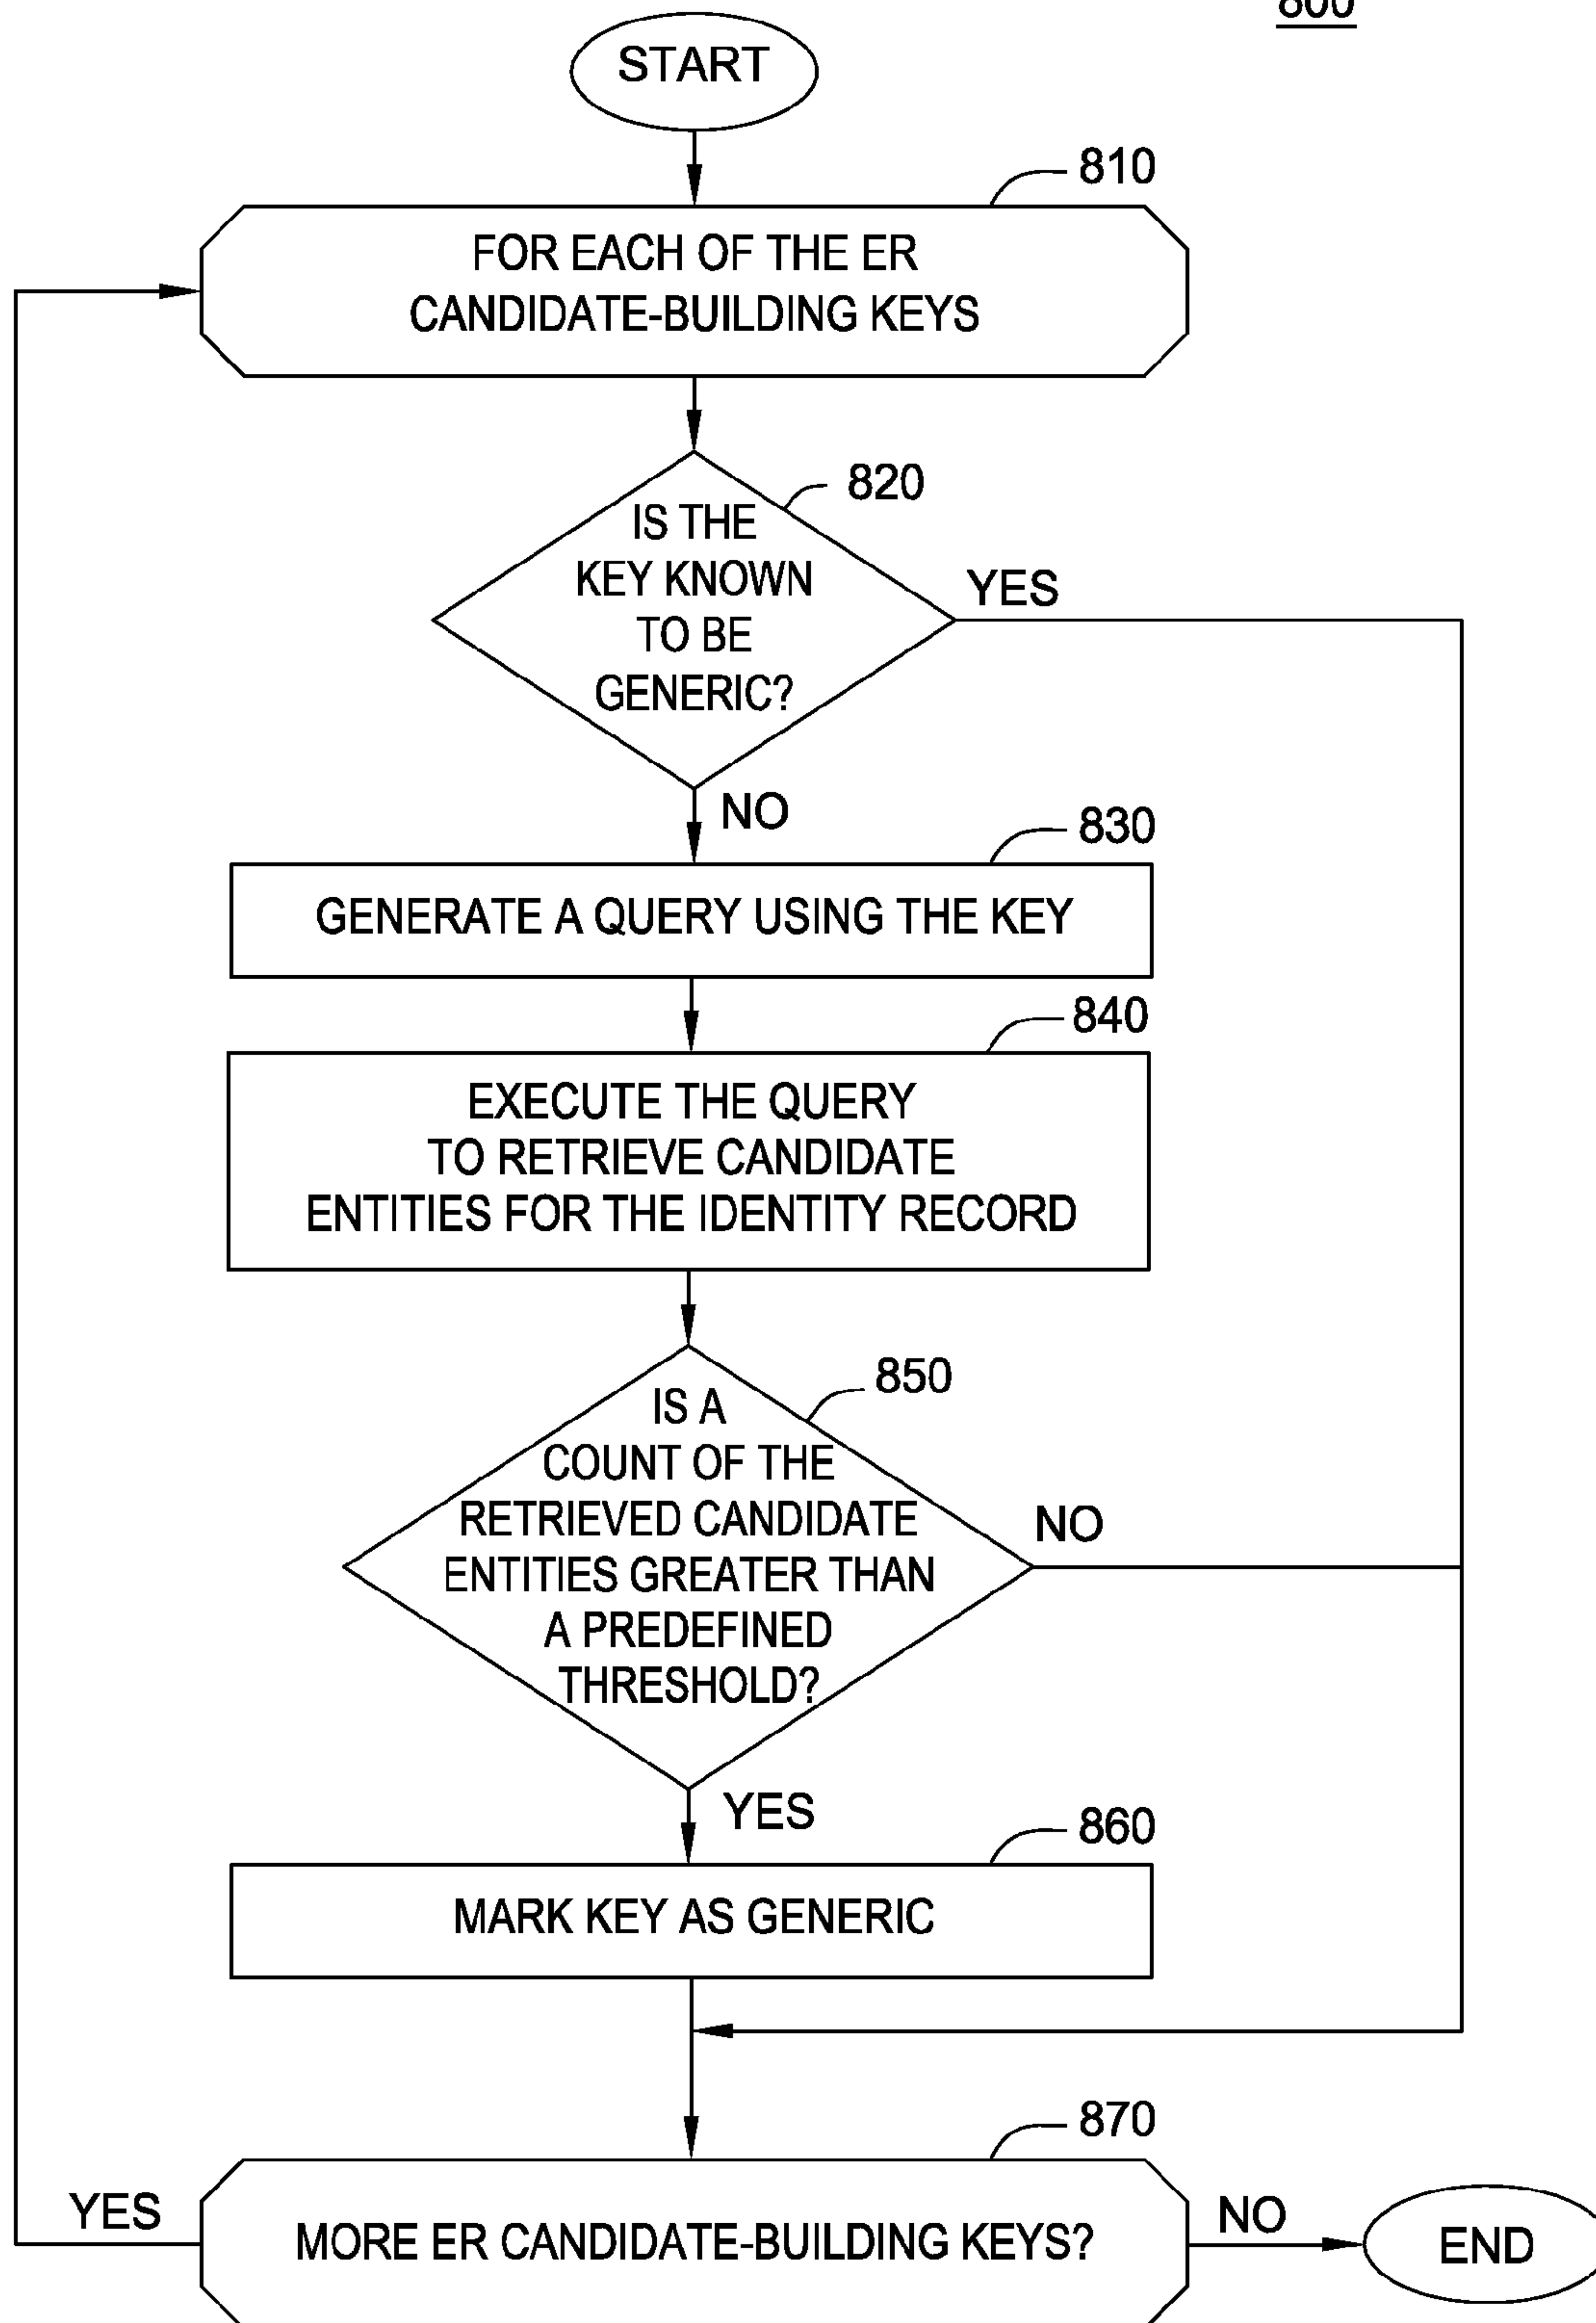 800
START
810
FOR EACH OF THE ER
CANDIDATE-BUILDING KEYS
820
IS THE
KEY KNOWN
TO BE
GENERIC?
YES
NO
830
GENERATE A QUERY USING THE KEY
840
EXECUTE THE QUERY
TO RETRIEVE CANDIDATE
ENTITIES FOR THE IDENTITY RECORD
850
IS A
COUNT OF THE
RETRIEVED CANDIDATE
ENTITIES GREATER THAN
A PREDEFINED
THRESHOLD?
NO
YES
860
MARK KEY AS GENERIC
870
YES
MORE ER CANDIDATE-BUILDING KEYS?
NO
END